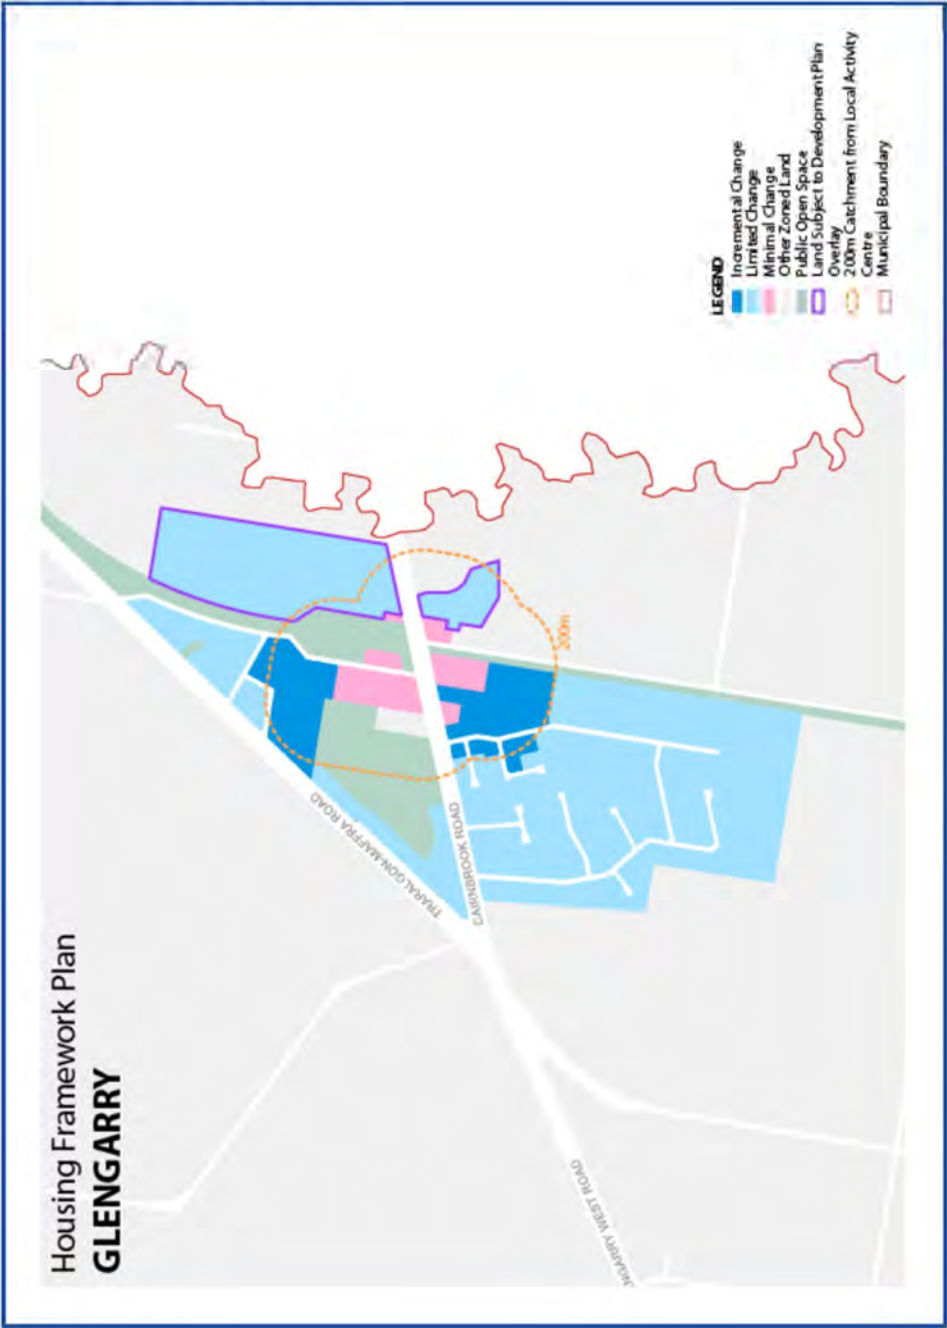 Housing Framework Plan
GLENGARRY
LEGEND
Incremental Change
Limited Change
Minimal Change
Other Zoned Land
Public Open Space
Land Subject to Development Plan
Overlay
200m Catchment from Local Activity
Centre
Municipal Boundary
TRARALGON-MAFFRA ROAD
CAIRNBROOK ROAD
200m
NGARRY WEST ROAD